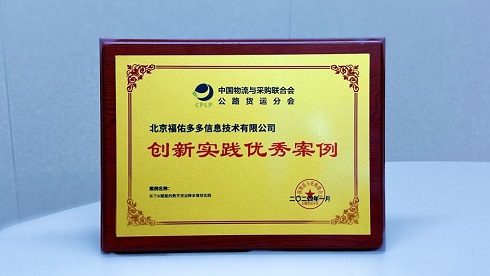 中国物流与采购联合会
CPLP
公路货运分会
北京福佑多多信息技术有限公司
创新实践优秀案例
案例名称:
二〇二四年一月